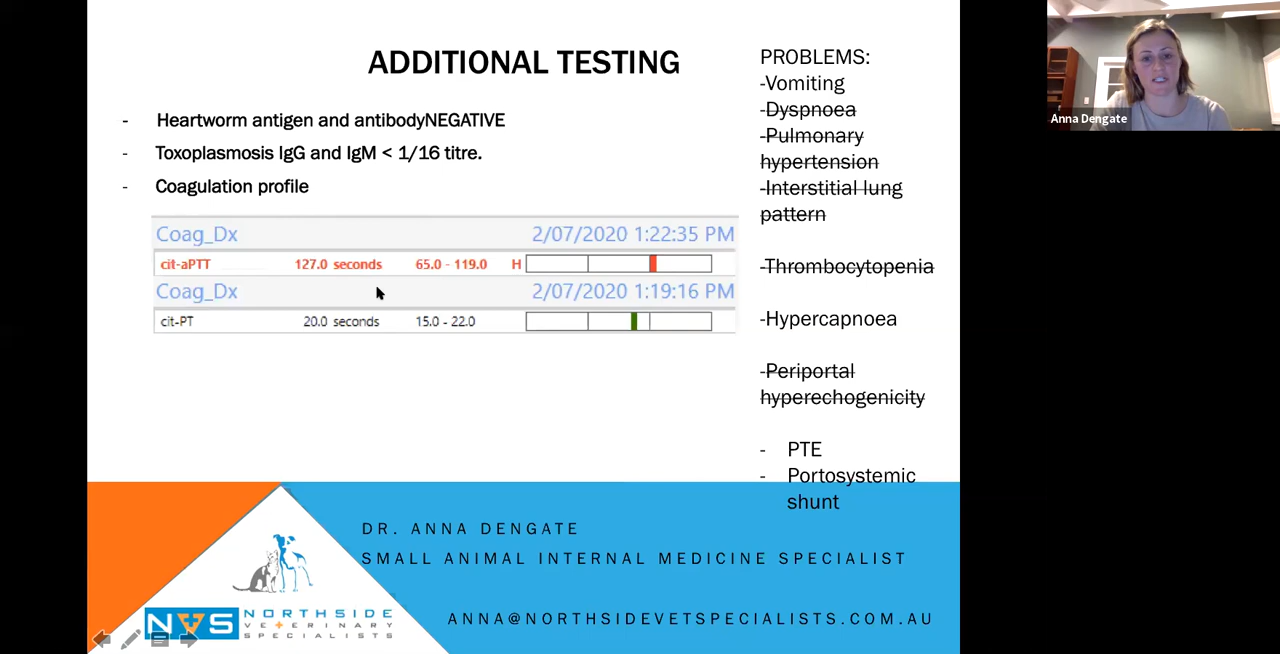 ADDITIONAL TESTING
- Heartworm antigen and antibodyNEGATIVE
- Toxoplasmosis IgG and IgM < 1/16 titre.
- Coagulation profile
Coag_Dx 2/07/2020 1:22:35 PM
cit-aPTT 127.0 seconds 65.0 - 119.0 H
Coag_Dx 2/07/2020 1:19:16 PM
cit-PT 20.0 seconds 15.0 - 22.0
PROBLEMS:
-Vomiting
-Dyspnoea
-Pulmonary
hypertension
-Interstitial lung
pattern
-Thrombocytopenia
-Hypercapnoea
-Periportal
hyperechogenicity
- PTE
- Portosystemic
shunt
DR. ANNA DENGATE
SMALL ANIMAL INTERNAL MEDICINE SPECIALIST
ANNA@NORTHSIDEVETSPECIALISTS.COM.AU
NVS
NORTHSIDE
VETERINARY
SPECIALISTS
Anna Dengate